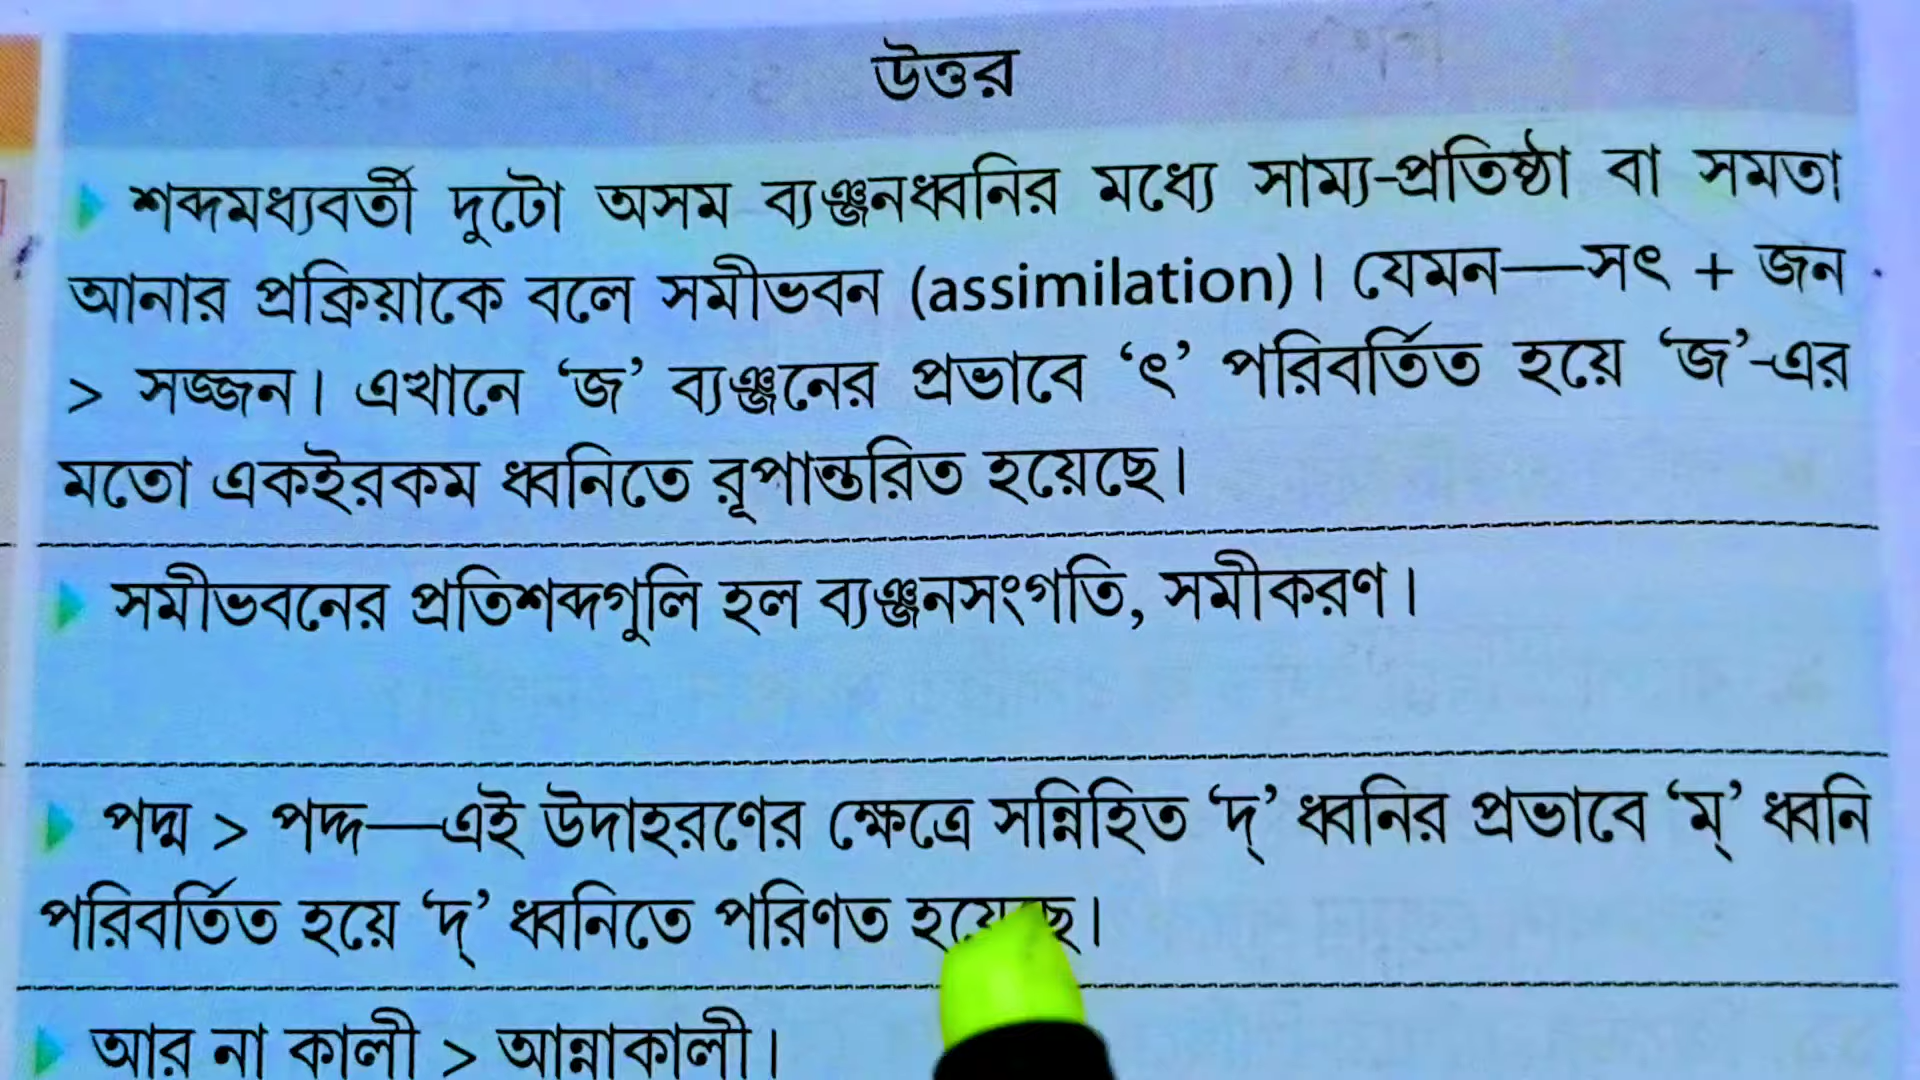 উত্তর
শব্দমধ্যবর্তী দুটো অসম ব্যঞ্জনধ্বনির মধ্যে সাম্য-প্রতিষ্ঠা বা সমতা
আনার প্রক্রিয়াকে বলে সমীভবন (assimilation)। যেমন—সৎ + জন
> সজ্জন। এখানে ‘জ’ ব্যঞ্জনের প্রভাবে ‘ৎ’ পরিবর্তিত হয়ে ‘জ’-এর
মতো একইরকম ধ্বনিতে রূপান্তরিত হয়েছে।
সমীভবনের প্রতিশব্দগুলি হল ব্যঞ্জনসংগতি, সমীকরণ।
পদ্ম > পদ্দ—এই উদাহরণের ক্ষেত্রে সন্নিহিত ‘দ্’ ধ্বনির প্রভাবে ‘ম্’ ধ্বনি
পরিবর্তিত হয়ে ‘দ্’ ধ্বনিতে পরিণত হয়েছে।
আর না কালী > আন্নাকালী।